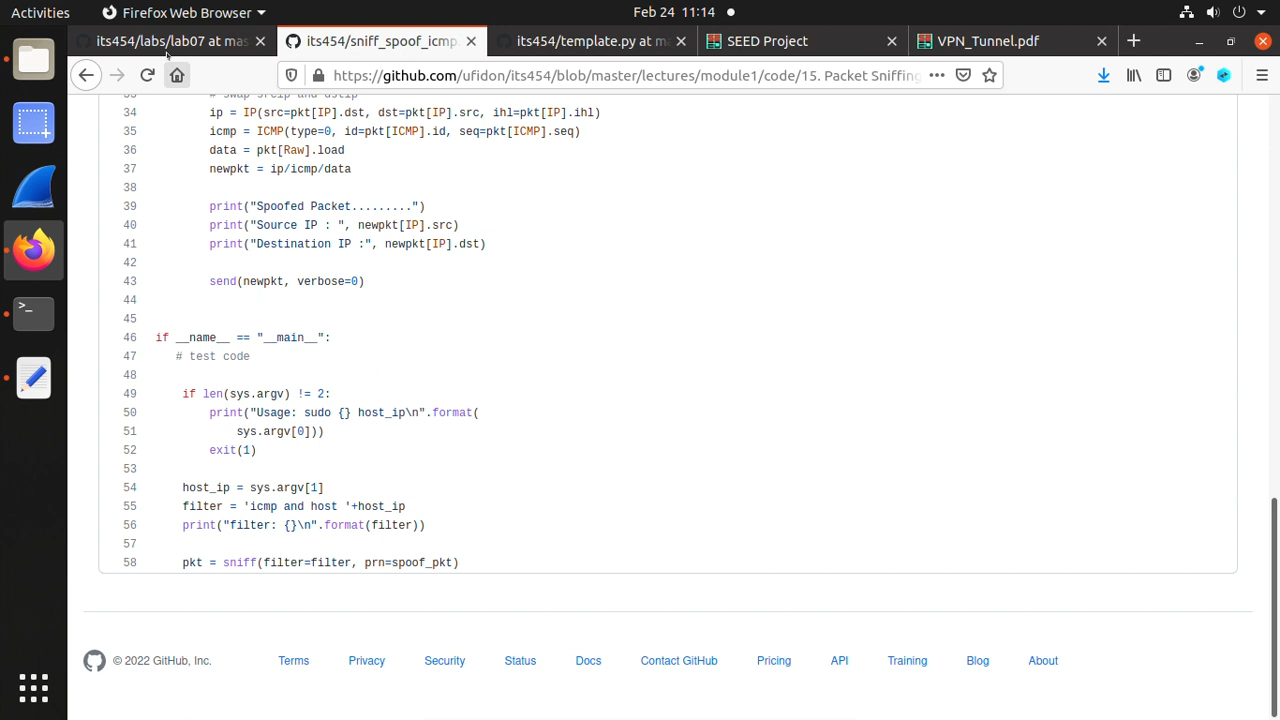 Activities
Firefox Web Browser
Feb 24 11:14
its454/labs/lab07 at mas
its454/sniff_spoof_icmp.
its454/template.py at ma
SEED Project
VPN_Tunnel.pdf
https://github.com/ufidon/its454/blob/master/lectures/module1/code/15. Packet Sniffing
33 # swap srcip and dstip
34 ip = IP(src=pkt[IP].dst, dst=pkt[IP].src, ihl=pkt[IP].ihl)
35 icmp = ICMP(type=0, id=pkt[ICMP].id, seq=pkt[ICMP].seq)
36 data = pkt[Raw].load
37 newpkt = ip/icmp/data
38
39 print("Spoofed Packet.........")
40 print("Source IP : ", newpkt[IP].src)
41 print("Destination IP :", newpkt[IP].dst)
42
43 send(newpkt, verbose=0)
44
45
46 if __name__ == "__main__":
47 # test code
48
49 if len(sys.argv) != 2:
50 print("Usage: sudo {} host_ip\n".format(
51 sys.argv[0]))
52 exit(1)
53
54 host_ip = sys.argv[1]
55 filter = 'icmp and host '+host_ip
56 print("filter: {}\n".format(filter))
57
58 pkt = sniff(filter=filter, prn=spoof_pkt)
© 2022 GitHub, Inc.
Terms
Privacy
Security
Status
Docs
Contact GitHub
Pricing
API
Training
Blog
About